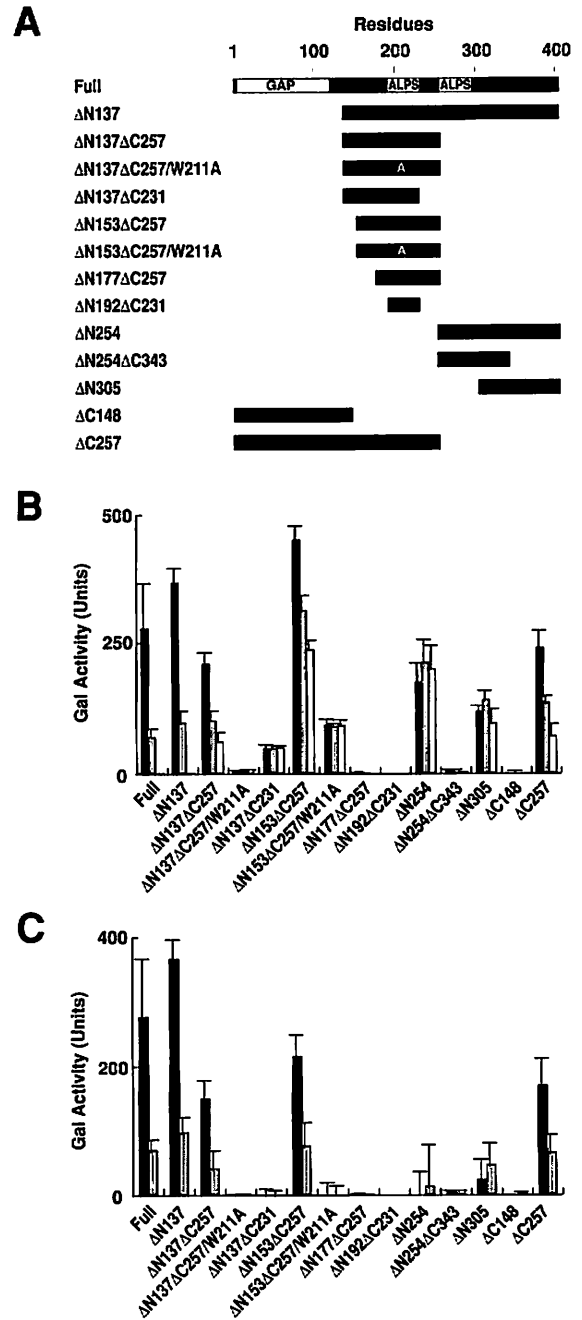 A
Residues
1 100 200 300 400
Full GAP ALPS ALPS
ΔN137
ΔN137ΔC257
ΔN137ΔC257/W211A A
ΔN137ΔC231
ΔN153ΔC257
ΔN153ΔC257/W211A A
ΔN177ΔC257
ΔN192ΔC231
ΔN254
ΔN254ΔC343
ΔN305
ΔC148
ΔC257
B
Gal Activity (Units)
500
250
0
Full
ΔN137
ΔN137ΔC257
ΔN137ΔC257/W211A
ΔN137ΔC231
ΔN153ΔC257
ΔN153ΔC257/W211A
ΔN177ΔC257
ΔN192ΔC231
ΔN254
ΔN254ΔC343
ΔN305
ΔC148
ΔC257
C
Gal Activity (Units)
400
200
0
Full
ΔN137
ΔN137ΔC257
ΔN137ΔC257/W211A
ΔN137ΔC231
ΔN153ΔC257
ΔN153ΔC257/W211A
ΔN177ΔC257
ΔN192ΔC231
ΔN254
ΔN254ΔC343
ΔN305
ΔC148
ΔC257